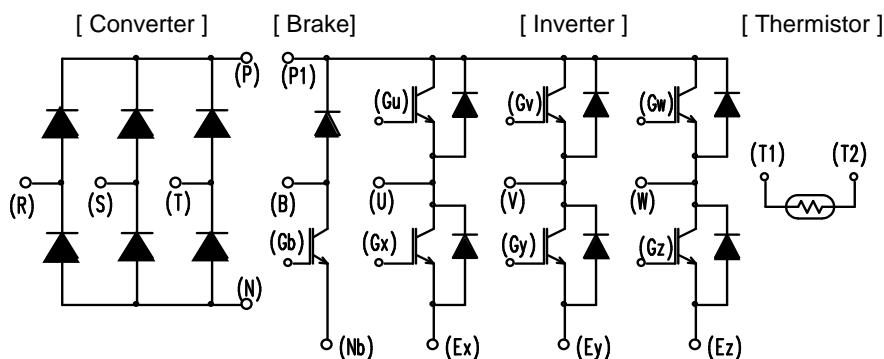 [ Converter ] [ Brake] [ Inverter ] [ Thermistor]
(P) (P1)
(Gu) (Gv) (Gw)
(T1) (T2)
(R) (S) (T) (B) (U) (V) (W)
(Gb) (Gx) (Gy) (Gz)
(N)
(Nb) (Ex) (Ey) (Ez)